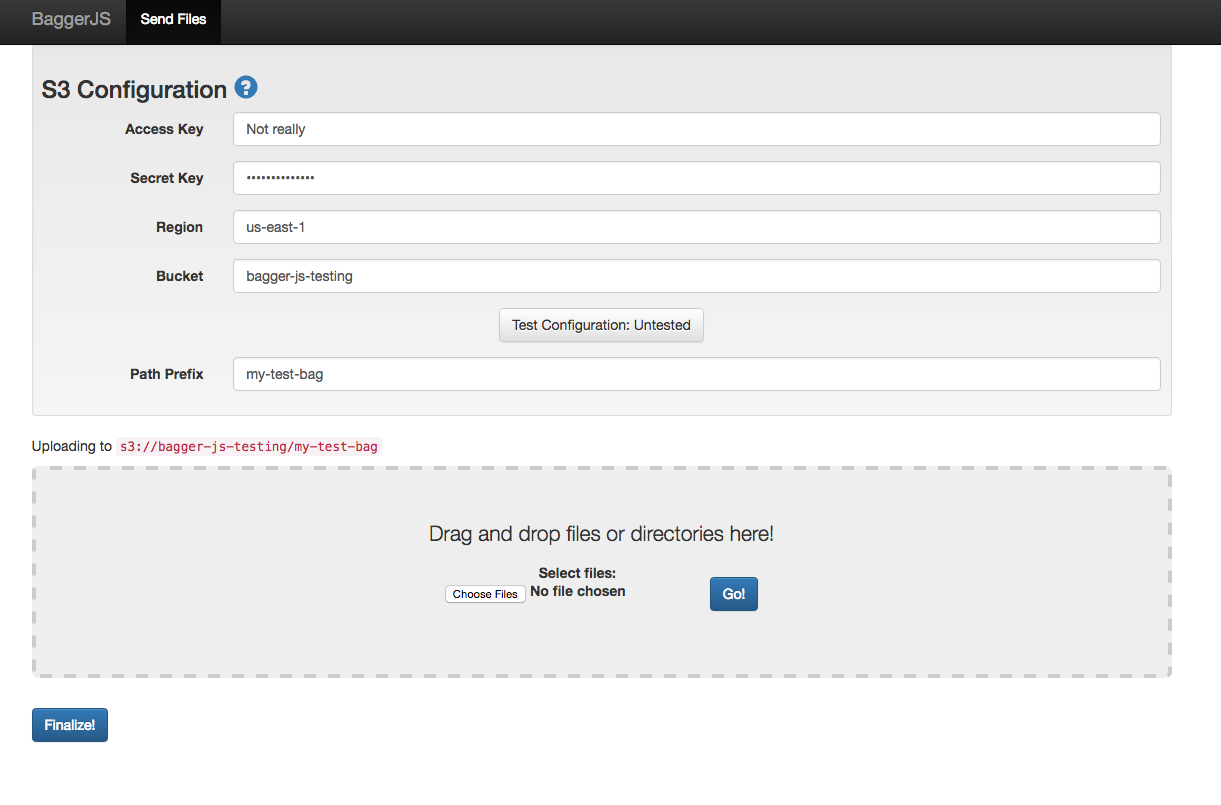 BaggerJS Send Files
S3 Configuration ?
Access Key Not really
Secret Key ••••••••••••••
Region us-east-1
Bucket bagger-js-testing
Test Configuration: Untested
Path Prefix my-test-bag
Uploading to s3://bagger-js-testing/my-test-bag
Drag and drop files or directories here!
Select files:
Choose Files No file chosen Go!
Finalize!